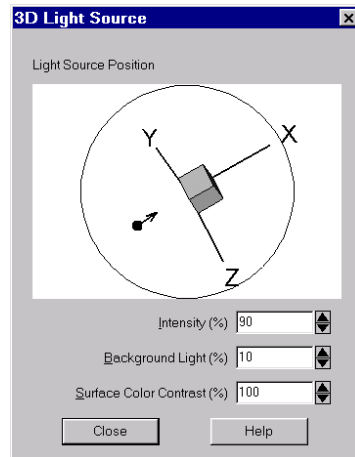 3D Light Source
Light Source Position
Y
X
Z
Intensity (%) 90
Background Light (%) 10
Surface Color Contrast (%) 100
Close Help